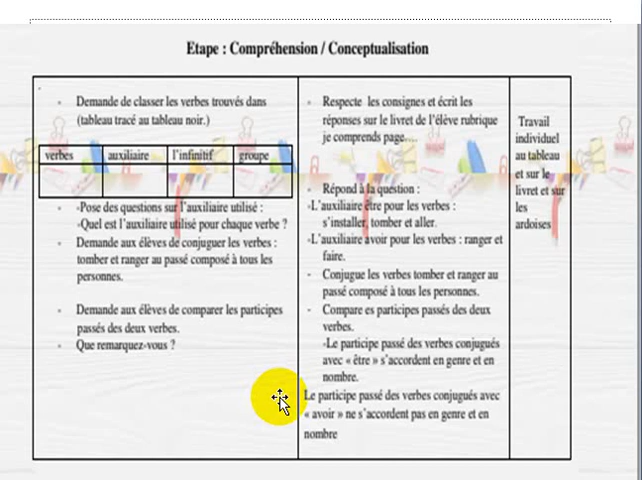 Etape : Compréhension / Conceptualisation
Demande de classer les verbes trouvés dans
(tableau tracé au tableau noir.)
verbes auxiliaire l'infinitif groupe
-Pose des questions sur l'auxiliaire utilisé :
-Quel est l'auxiliaire utilisé pour chaque verbe ?
Demande aux élèves de conjuguer les verbes :
tomber et ranger au passé composé à tous les
personnes.
Demande aux élèves de comparer les participes
passés des deux verbes.
Que remarquez-vous ?
Respecte les consignes et écrit les
réponses sur le livret de l'élève rubrique
je comprends page....
Répond à la question :
-L'auxiliaire être pour les verbes :
s'installer, tomber et aller.
-L'auxiliaire avoir pour les verbes : ranger et
faire.
- Conjugue les verbes tomber et ranger au
passé composé à tous les personnes.
- Compare es participes passés des deux
verbes.
-Le participe passé des verbes conjugués
avec « être » s'accordent en genre et en
nombre.
Le participe passé des verbes conjugués avec
« avoir » ne s'accordent pas en genre et en
nombre
Travail
individuel
au tableau
et sur le
livret et sur
les
ardoises